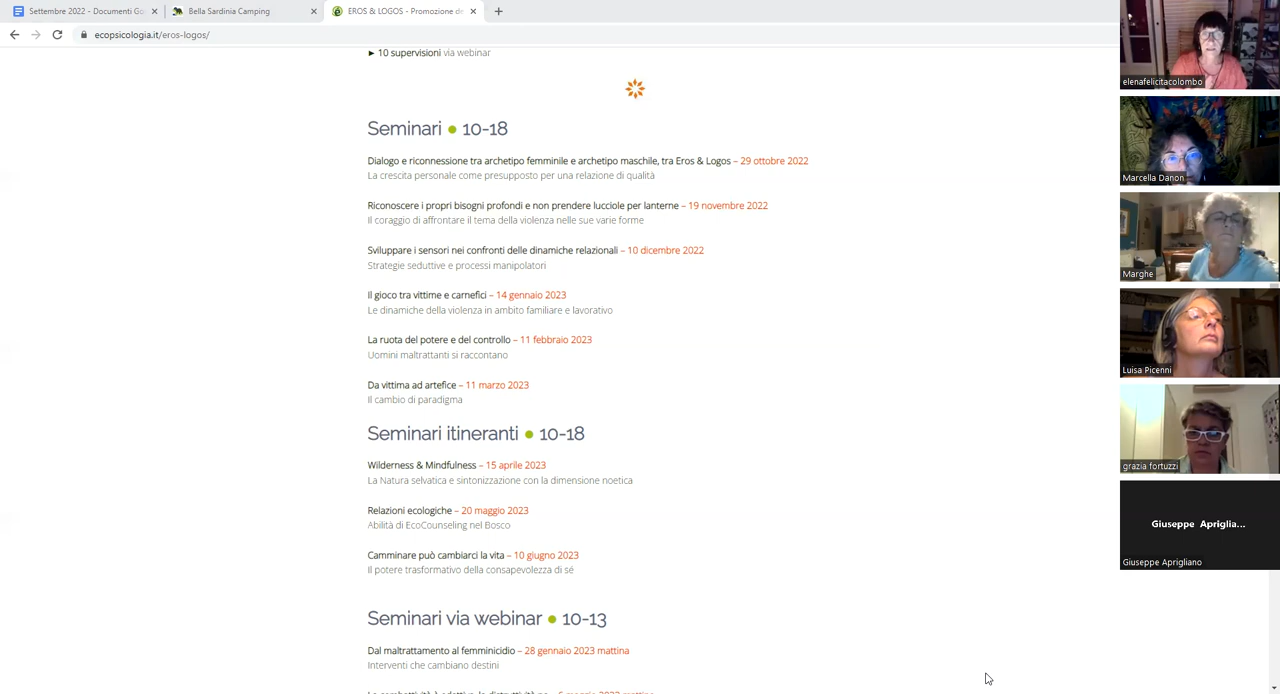 Settembre 2022 - Documenti Go
Bella Sardinia Camping
EROS & LOGOS - Promozione de
ecopsicologia.it/eros-logos/
► 10 supervisioni via webinar
Seminari ● 10-18
Dialogo e riconnessione tra archetipo femminile e archetipo maschile, tra Eros & Logos – 29 ottobre 2022
La crescita personale come presupposto per una relazione di qualità
Riconoscere i propri bisogni profondi e non prendere lucciole per lanterne – 19 novembre 2022
Il coraggio di affrontare il tema della violenza nelle sue varie forme
Sviluppare i sensori nei confronti delle dinamiche relazionali – 10 dicembre 2022
Strategie seduttive e processi manipolatori
Il gioco tra vittime e carnefici – 14 gennaio 2023
Le dinamiche della violenza in ambito familiare e lavorativo
La ruota del potere e del controllo – 11 febbraio 2023
Uomini maltrattanti si raccontano
Da vittima ad artefice – 11 marzo 2023
Il cambio di paradigma
Seminari itineranti ● 10-18
Wilderness & Mindfulness – 15 aprile 2023
La Natura selvatica e sintonizzazione con la dimensione noetica
Relazioni ecologiche – 20 maggio 2023
Abilità di EcoCounseling nel Bosco
Camminare può cambiarci la vita – 10 giugno 2023
Il potere trasformativo della consapevolezza di sé
Seminari via webinar ● 10-13
Dal maltrattamento al femminicidio – 28 gennaio 2023 mattina
Interventi che cambiano destini
elenafelicitacolombo
Marcella Danon
Marghe
Luisa Picenni
grazia fortuzzi
Giuseppe Apriglia...
Giuseppe Aprigliano